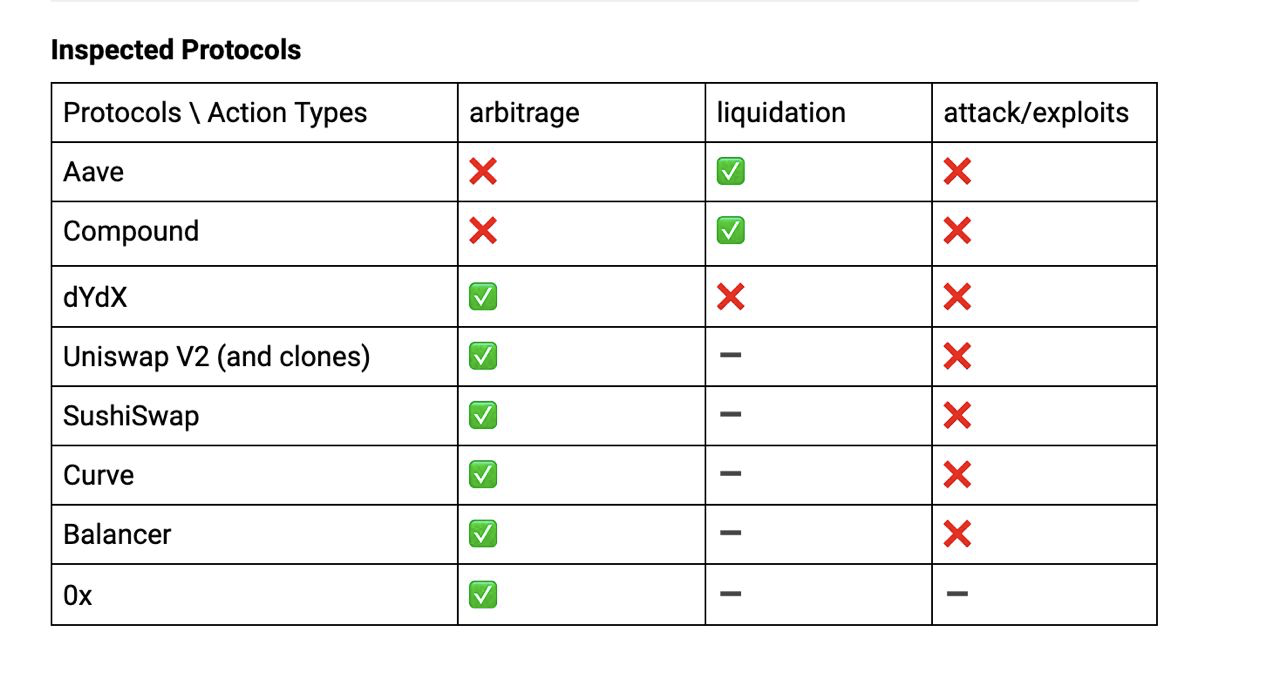 Inspected Protocols
Protocols \ Action Types arbitrage liquidation attack/exploits
Aave ❌ ✅ ❌
Compound ❌ ✅ ❌
dYdX ✅ ❌ ❌
Uniswap V2 (and clones) ✅ ➖ ❌
SushiSwap ✅ ➖ ❌
Curve ✅ ➖ ❌
Balancer ✅ ➖ ❌
0x ✅ ➖ ➖